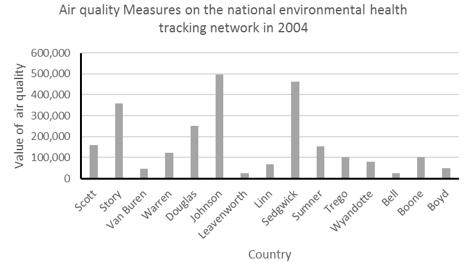 Air quality Measures on the national environmental health
tracking network in 2004
Value of air quality
600,000
500,000
400,000
300,000
200,000
100,000
0
Scott
Story
Van Buren
Warren
Douglas
Johnson
Leavenworth
Linn
Sedgwick
Sumner
Trego
Wyandotte
Bell
Boone
Boyd
Country